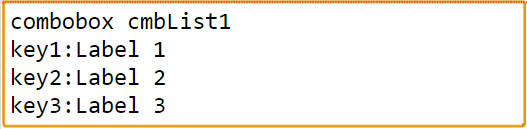 combobox cmbList1
key1:Label 1
key2:Label 2
key3:Label 3